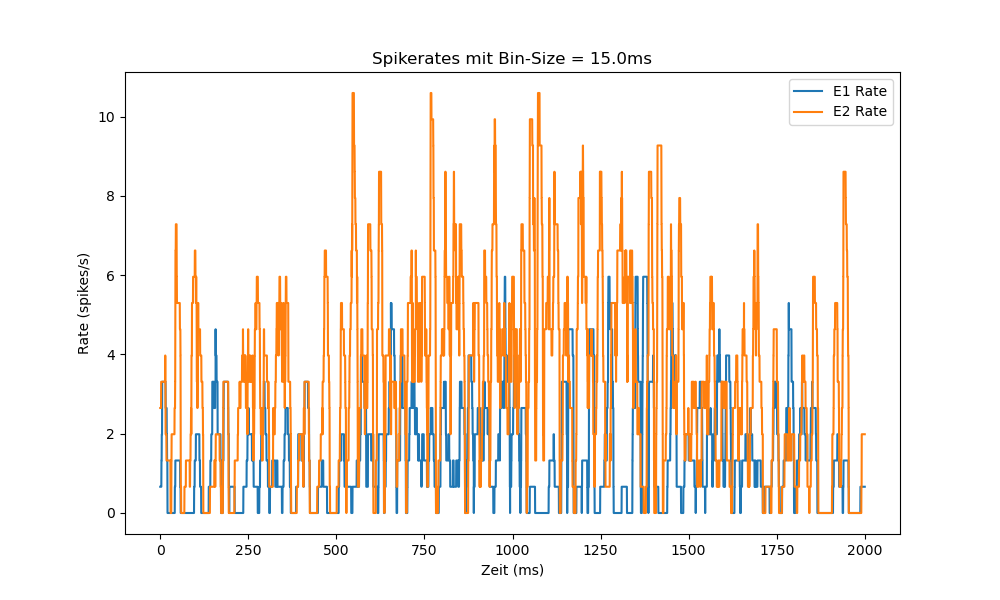 Spikerates mit Bin-Size = 15.0ms
E1 Rate
E2 Rate
Rate (spikes/s)
10
8
6
4
2
0
0 250 500 750 1000 1250 1500 1750 2000
Zeit (ms)